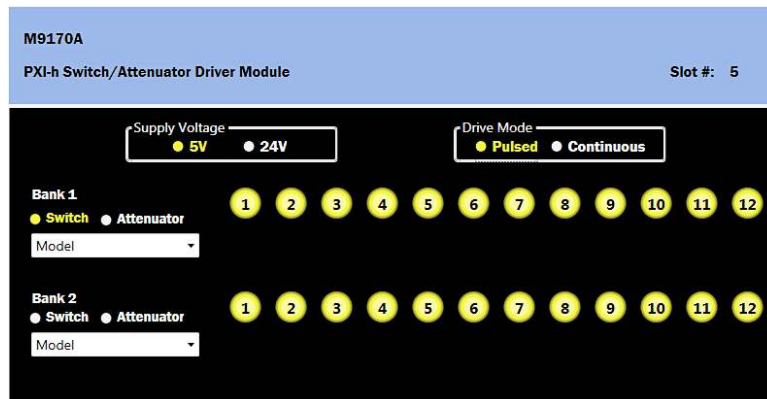 M9170A
PXI-h Switch/Attenuator Driver Module Slot #: 5
Supply Voltage Drive Mode
5V 24V Pulsed Continuous
Bank 1
Switch Attenuator 1 2 3 4 5 6 7 8 9 10 11 12
Model
Bank 2
Switch Attenuator 1 2 3 4 5 6 7 8 9 10 11 12
Model